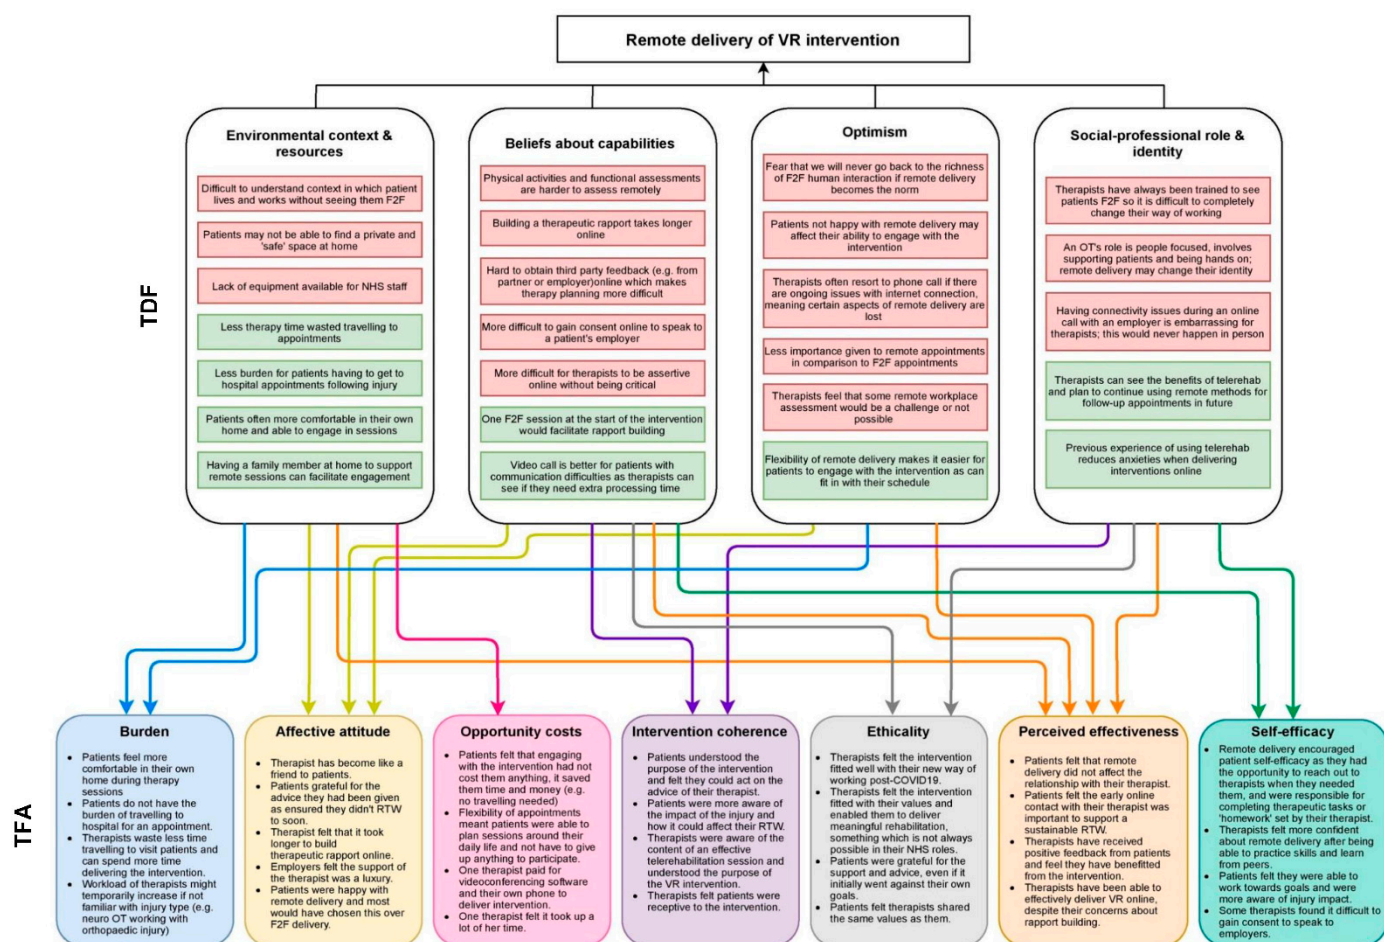 Remote delivery of VR intervention
TDF
Environmental context &
resources
Difficult to understand context in which patient
lives and works without seeing them F2F
Patients may not be able to find a private and
'safe' space at home
Lack of equipment available for NHS staff
Less therapy time wasted travelling to
appointments
Less burden for patients having to get to
hospital appointments following injury
Patients often more comfortable in their own
home and able to engage in sessions
Having a family member at home to support
remote sessions can facilitate engagement
Beliefs about capabilities
Physical activities and functional assessments
are harder to assess remotely
Building a therapeutic rapport takes longer
online
Hard to obtain third party feedback (e.g. from
partner or employer)online which makes
therapy planning more difficult
More difficult to gain consent online to speak to
a patient's employer
More difficult for therapists to be assertive
online without being critical
One F2F session at the start of the intervention
would facilitate rapport building
Video call is better for patients with
communication difficulties as therapists can
see if they need extra processing time
Optimism
Fear that we will never go back to the richness
of F2F human interaction if remote delivery
becomes the norm
Patients not happy with remote delivery may
affect their ability to engage with the
intervention
Therapists often resort to phone call if there
are ongoing issues with internet connection,
meaning certain aspects of remote delivery are
lost
Less importance given to remote appointments
in comparison to F2F appointments
Therapists feel that some remote workplace
assessment would be a challenge or not
possible
Flexibility of remote delivery makes it easier for
patients to engage with the intervention as can
fit in with their schedule
Social-professional role &
identity
Therapists have always been trained to see
patients F2F so it is difficult to completely
change their way of working
An OT's role is people focused, involves
supporting patients and being hands on;
remote delivery may change their identity
Having connectivity issues during an online
call with an employer is embarrassing for
therapists; this would never happen in person
Therapists can see the benefits of telerehab
and plan to continue using remote methods for
follow-up appointments in future
Previous experience of using telerehab
reduces anxieties when delivering
interventions online
TFA
Burden
• Patients feel more
comfortable in their own
home during therapy
sessions
• Patients do not have the
burden of travelling to
hospital for an appointment.
• Therapists waste less time
travelling to visit patients and
can spend more time
delivering the intervention.
• Workload of therapists might
temporarily increase if not
familiar with injury type (e.g.
neuro OT working with
orthopaedic injury)
Affective attitude
• Therapist has become like a
friend to patients.
• Patients grateful for the
advice they had been given
as ensured they didn't RTW
to soon.
• Therapist felt that it took
longer to build
therapeutic rapport online.
• Employers felt the support of
the therapist was a luxury.
• Patients were happy with
remote delivery and most
would have chosen this over
F2F delivery.
Opportunity costs
• Patients felt that engaging
with the intervention had not
cost them anything, it saved
them time and money (e.g.
no travelling needed)
• Flexibility of appointments
meant patients were able to
plan sessions around their
daily life and not have to give
up anything to participate.
• One therapist paid for
videoconferencing software
and their own phone to
deliver intervention.
• One therapist felt it took up a
lot of her time.
Intervention coherence
• Patients understood the
purpose of the intervention
and felt they could act on the
advice of their therapist.
• Patients were more aware of
the impact of the injury and
how it could affect their RTW.
• Therapists were aware of the
content of an effective
telerehabilitation session and
understood the purpose of
the VR intervention.
• Therapists felt patients were
receptive to the intervention.
Ethicality
• Therapists felt the intervention
fitted well with their new way of
working post-COVID19.
• Therapists felt the intervention
fitted with their values and
enabled them to deliver
meaningful rehabilitation,
something which is not always
possible in their NHS roles.
• Patients were grateful for the
support and advice, even if it
initially went against their own
goals.
• Patients felt therapists shared
the same values as them.
Perceived effectiveness
• Patients felt that remote
delivery did not affect the
relationship with their therapist.
• Patients felt the early online
contact with their therapist was
important to support a
sustainable RTW.
• Therapists have received
positive feedback from patients
and feel they have benefitted
from the intervention.
• Therapists have been able to
effectively deliver VR online,
despite their concerns about
rapport building.
Self-efficacy
• Remote delivery encouraged
patient self-efficacy as they had
the opportunity to reach out to
therapists when they needed
them, and were responsible for
completing therapeutic tasks or
'homework' set by their therapist.
• Therapists felt more confident
about remote delivery after being
able to practice skills and learn
from peers.
• Patients felt they were able to
work towards goals and were
more aware of injury impact.
• Some therapists found it difficult to
gain consent to speak to
employers.